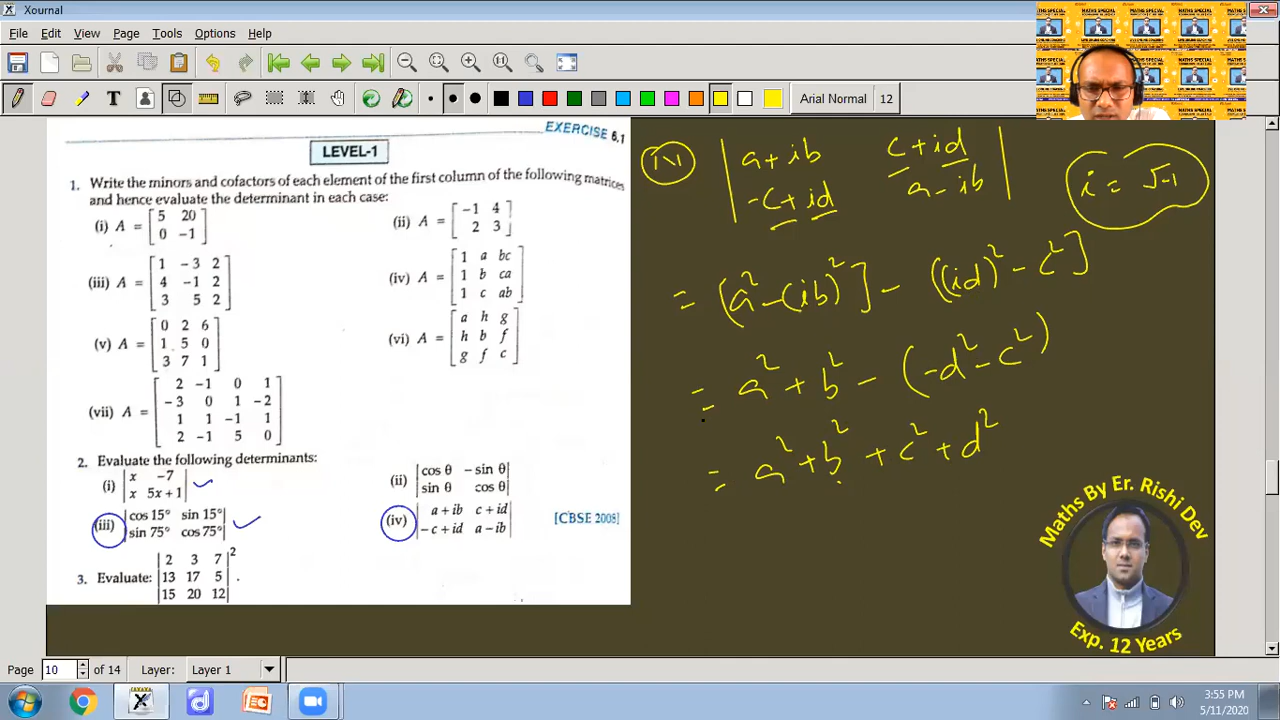 Xournal
File Edit View Page Tools Options Help
Arial Normal 12
EXERCISE 6.1
LEVEL-1
1. Write the minors and cofactors of each element of the first column of the following matrices
and hence evaluate the determinant in each case:
(i) A = [5 20
0 −1]
(ii) A = [−1 4
2 3]
(iii) A = [1 −3 2
4 −1 2
3 5 2]
(iv) A = [1 a bc
1 b ca
1 c ab]
(v) A = [0 2 6
1 5 0
3 7 1]
(vi) A = [a h g
h b f
g f c]
(vii) A = [2 −1 0 1
−3 0 1 −2
1 1 −1 1
2 −1 5 0]
2. Evaluate the following determinants:
(i) |x −7
x 5x + 1|
(ii) |cos θ − sin θ
sin θ cos θ|
(iii) |cos 15° sin 15°
sin 75° cos 75°|
(iv) |a + ib c + id
− c + id a − ib| [CBSE 2008]
3. Evaluate: |2 3 7
13 17 5
15 20 12|²
(iv) |a+ib c+id
-c+id a-ib|
i = √-1
= (a² - (ib)²] - ((id)² - c²]
= a² + b² - (-d² - c²)
= a² + b² + c² + d²
Maths By Er. Rishi Dev
Exp. 12 Years
Page 10 of 14 Layer: Layer 1
3:55 PM
5/11/2020